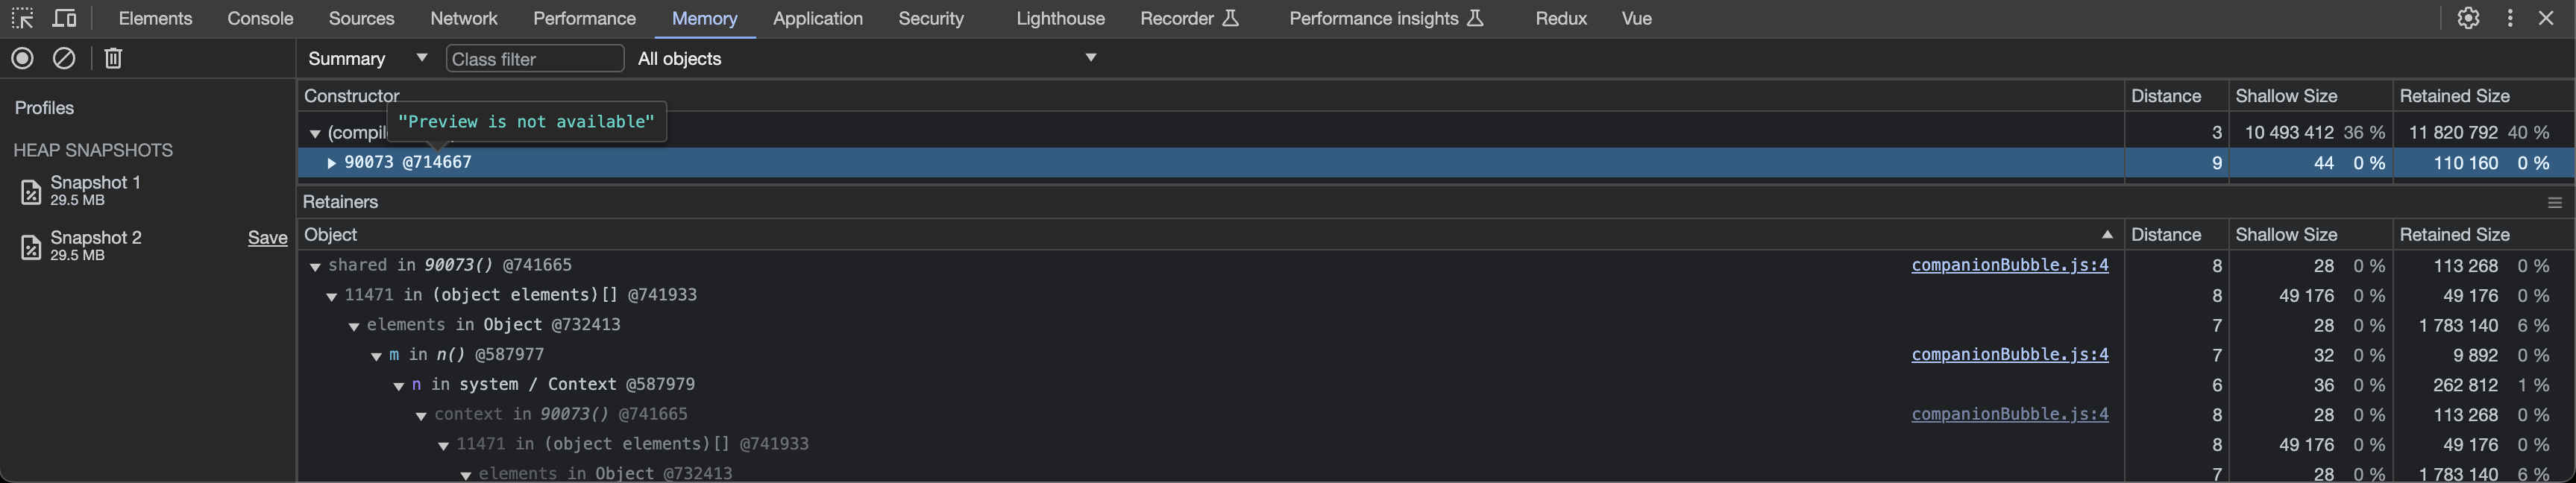 Elements Console Sources Network Performance Memory Application Security Lighthouse Recorder Performance insights Redux Vue
Summary Class filter All objects
Profiles
HEAP SNAPSHOTS
Snapshot 1
29.5 MB
Snapshot 2 Save
29.5 MB
Constructor Distance Shallow Size Retained Size
"Preview is not available"
(compil 3 10 493 412 36 % 11 820 792 40 %
90073 @714667 9 44 0 % 110 160 0 %
Retainers
Object Distance Shallow Size Retained Size
shared in 90073() @741665 companionBubble.js:4 8 28 0 % 113 268 0 %
11471 in (object elements)[] @741933 8 49 176 0 % 49 176 0 %
elements in Object @732413 7 28 0 % 1 783 140 6 %
m in n() @587977 companionBubble.js:4 7 32 0 % 9 892 0 %
n in system / Context @587979 6 36 0 % 262 812 1 %
context in 90073() @741665 companionBubble.js:4 8 28 0 % 113 268 0 %
11471 in (object elements)[] @741933 8 49 176 0 % 49 176 0 %
elements in Object @732413 7 28 0 % 1 783 140 6 %